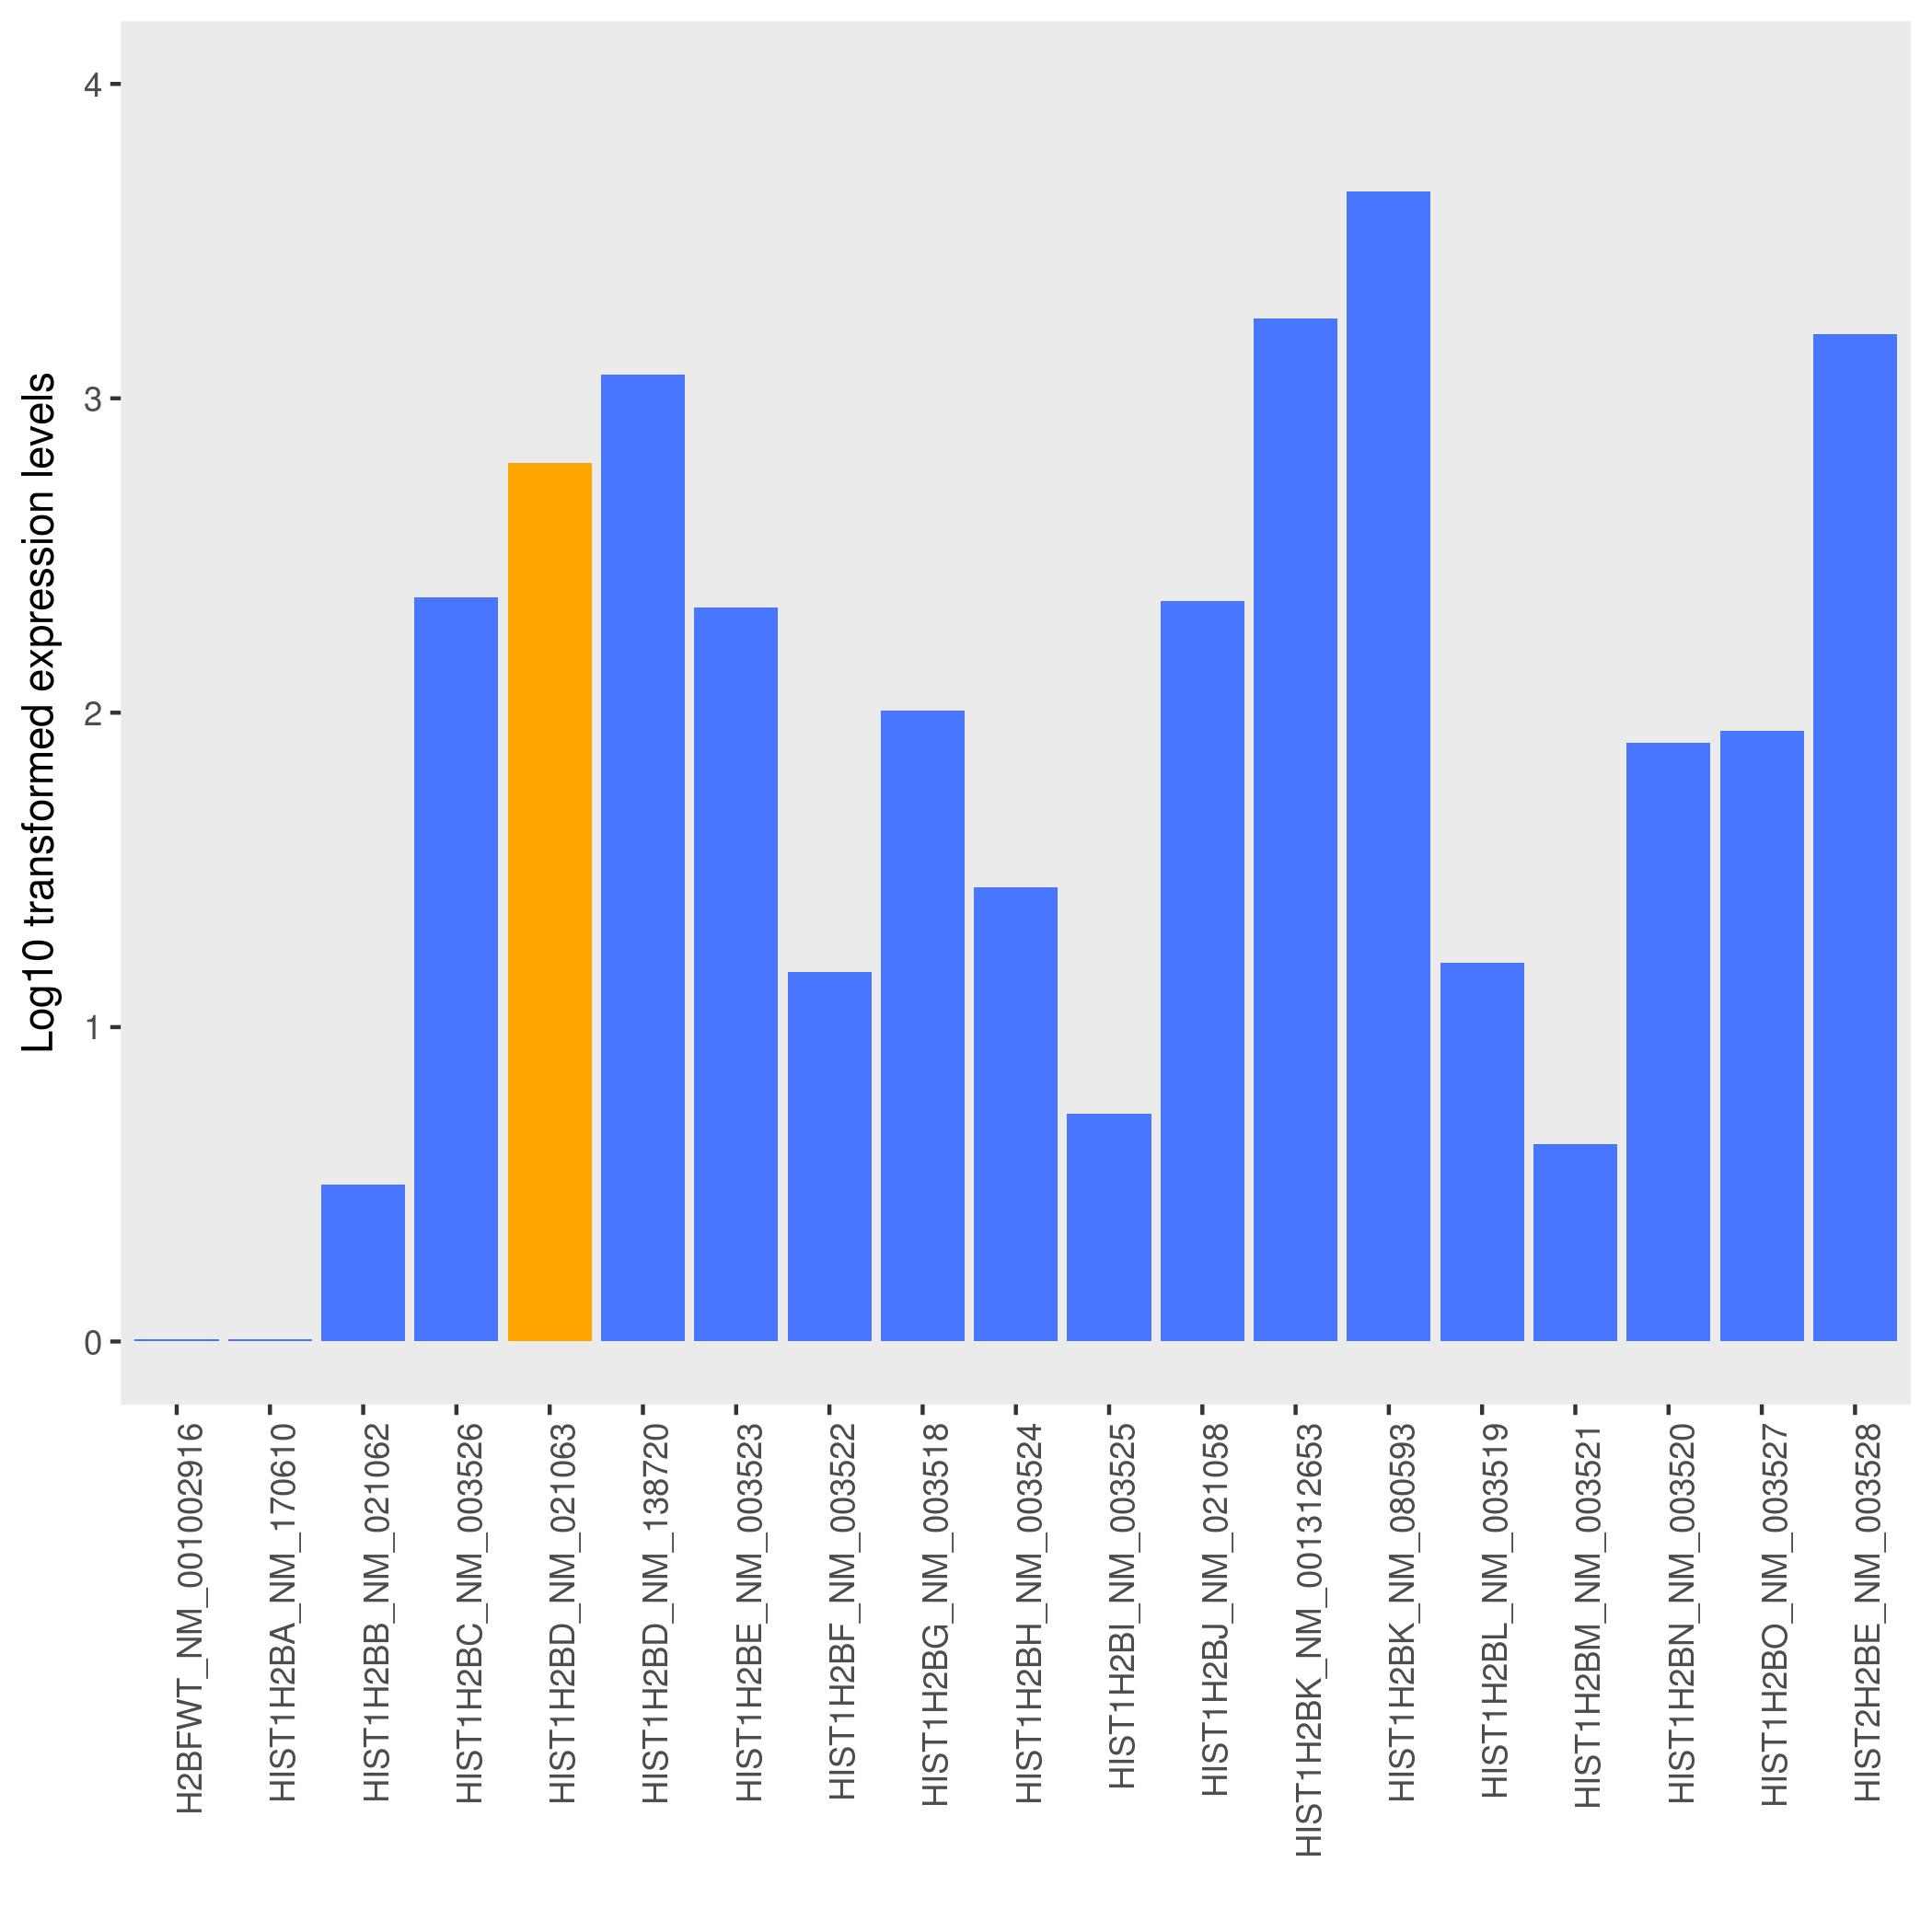 Log10 transformed expression levels
4
3
2
1
0
H2BFWT_NM_001002916
HIST1H2BA_NM_170610
HIST1H2BB_NM_021062
HIST1H2BC_NM_003526
HIST1H2BD_NM_021063
HIST1H2BD_NM_138720
HIST1H2BE_NM_003523
HIST1H2BF_NM_003522
HIST1H2BG_NM_003518
HIST1H2BH_NM_003524
HIST1H2BI_NM_003525
HIST1H2BJ_NM_021058
HIST1H2BK_NM_001312653
HIST1H2BK_NM_080593
HIST1H2BL_NM_003519
HIST1H2BM_NM_003521
HIST1H2BN_NM_003520
HIST1H2BO_NM_003527
HIST2H2BE_NM_003528